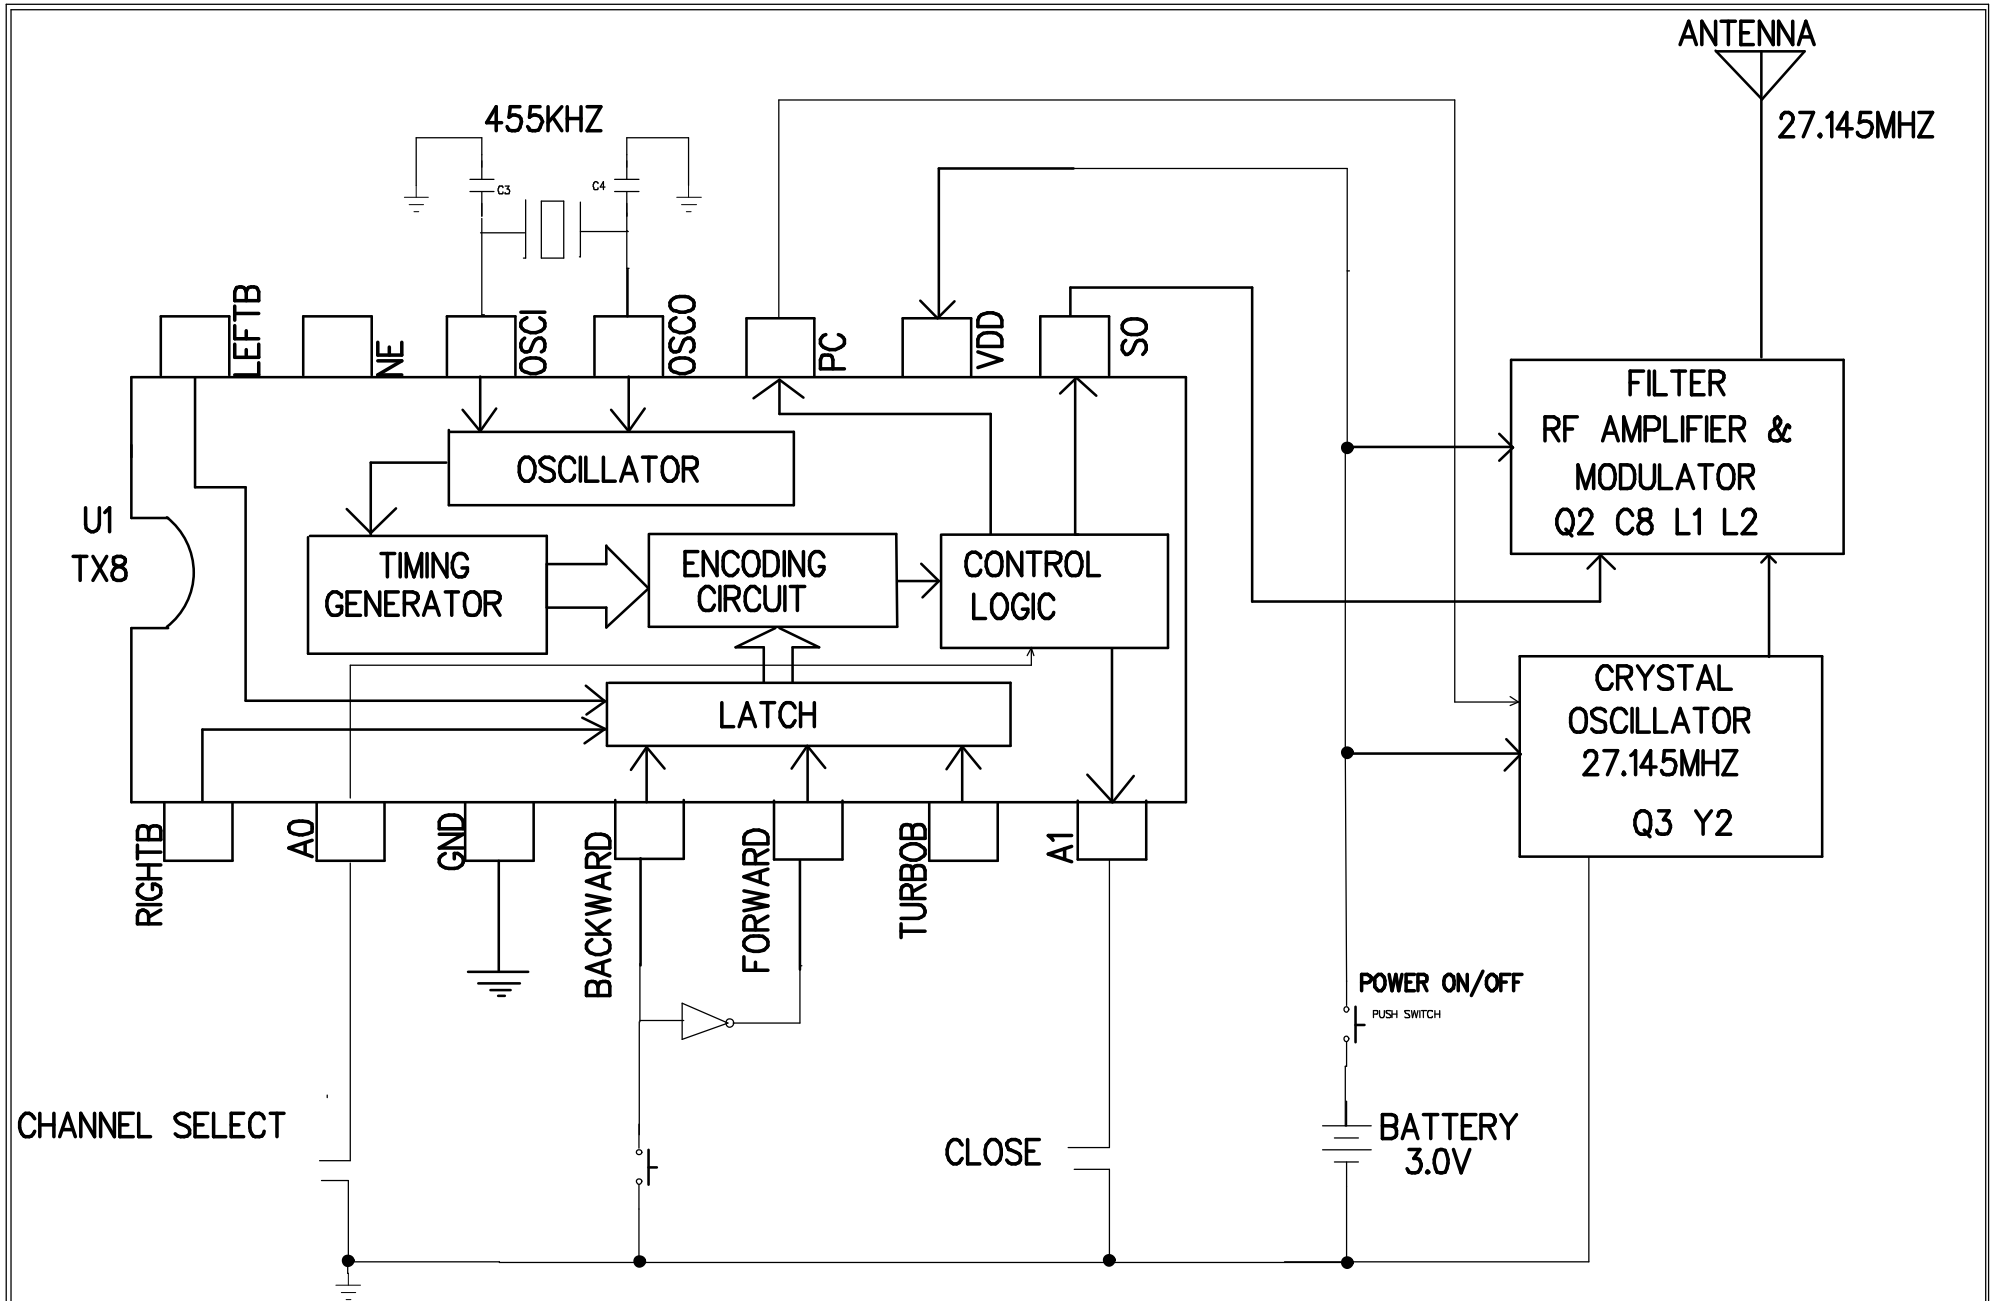 ANTENNA
27.145MHZ
455KHZ
C3
C4
LEFTB
NE
OSCI
OSCO
PC
VDD
SO
FILTER
RF AMPLIFIER &
MODULATOR
Q2 C8 L1 L2
OSCILLATOR
U1
TX8
TIMING
GENERATOR
ENCODING
CIRCUIT
CONTROL
LOGIC
LATCH
CRYSTAL
OSCILLATOR
27.145MHZ
Q3 Y2
RIGHTB
A0
GND
BACKWARD
FORWARD
TURBOB
A1
POWER ON/OFF
PUSH SWITCH
CHANNEL SELECT
CLOSE
BATTERY
3.0V